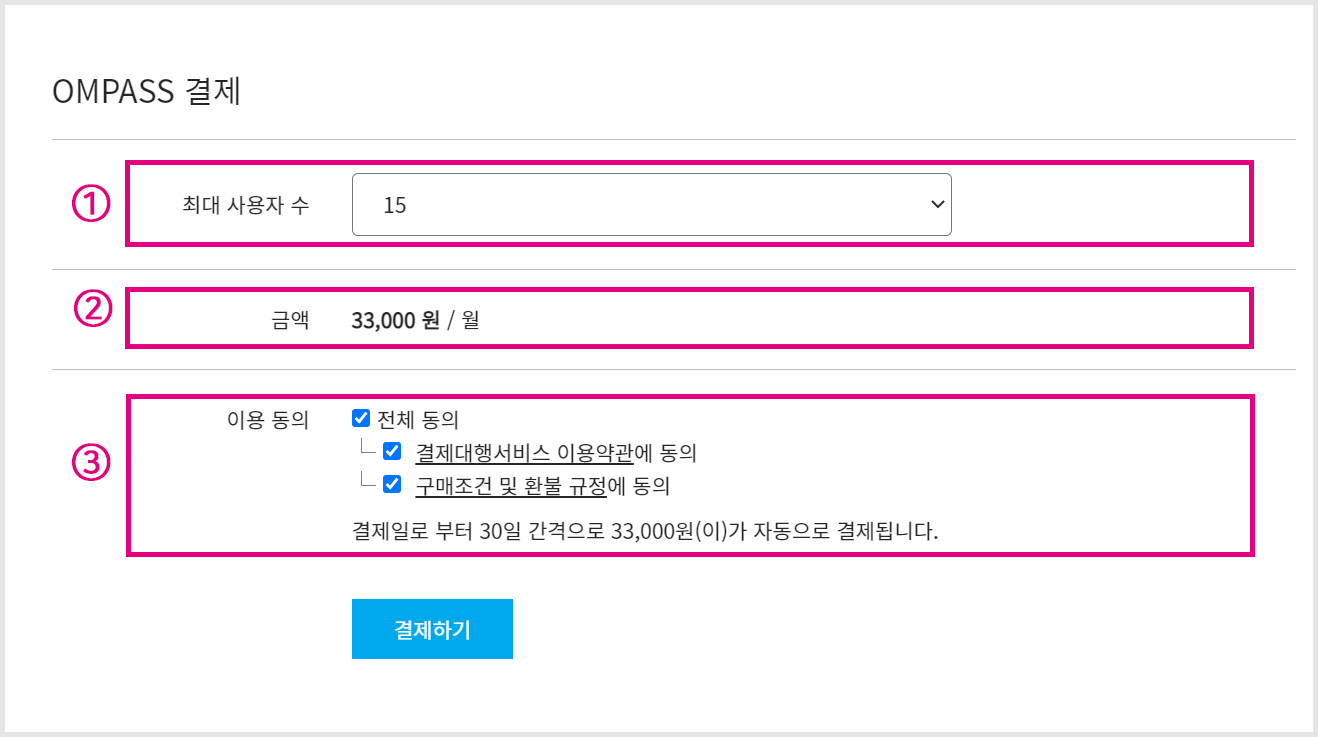 OMPASS 결제
① 최대 사용자 수 15
② 금액 33,000 원 / 월
③ 이용 동의 전체 동의
결제대행서비스 이용약관에 동의
구매조건 및 환불 규정에 동의
결제일로 부터 30일 간격으로 33,000원(이)가 자동으로 결제됩니다.
결제하기